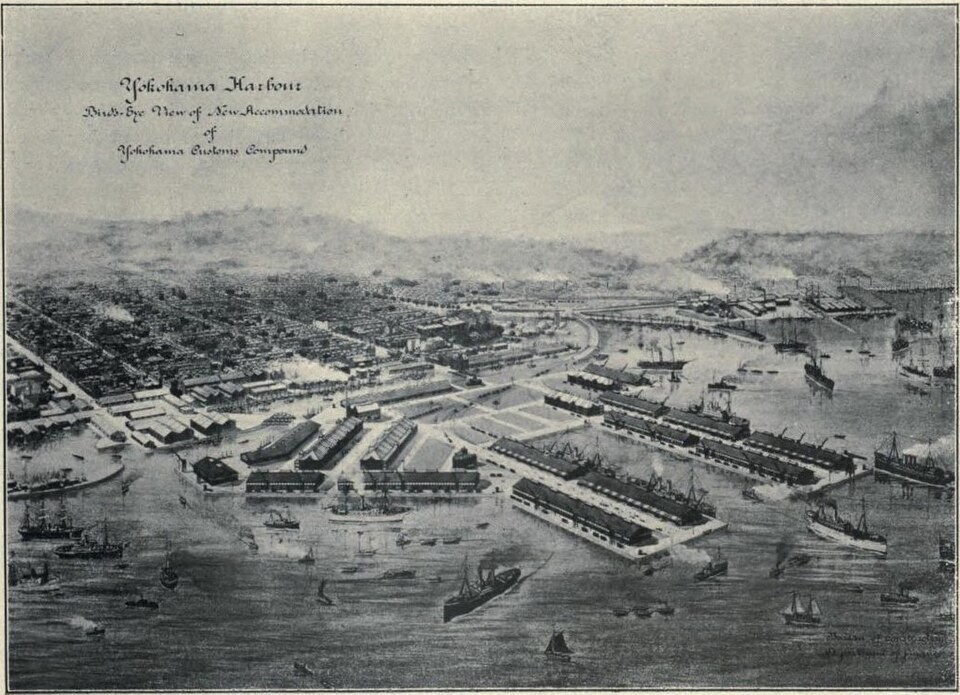 Yokohama Harbour
Bird's-Eye View of New Accommodation
of
Yokohama Customs Compound